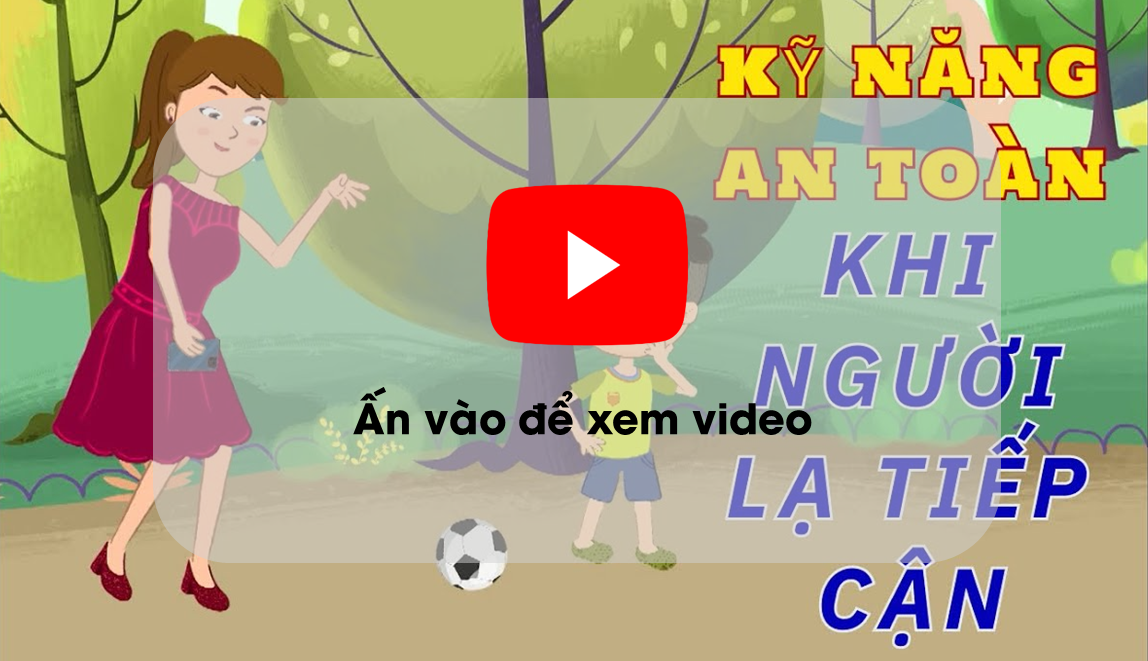 KỸ NĂNG
AN TOÀN
KHI
NGƯỜI
LẠ TIẾP
CẬN
Ấn vào để xem video